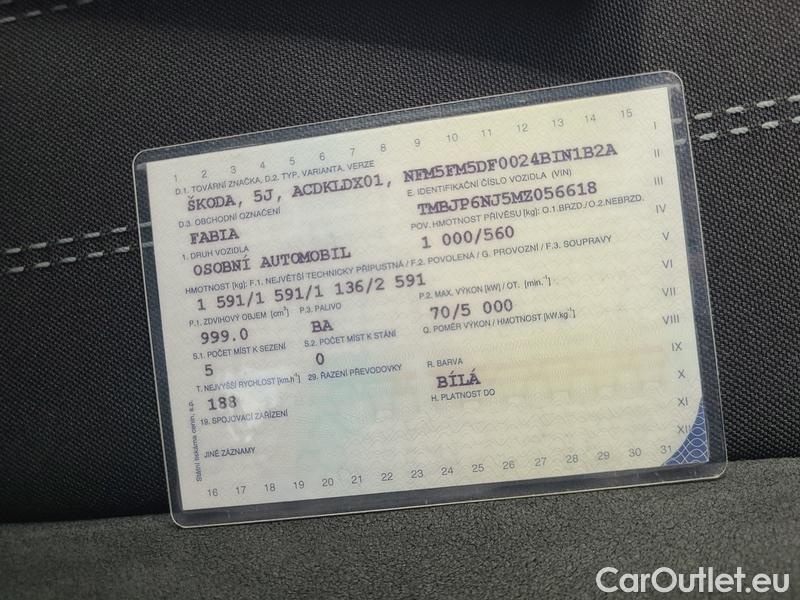 1 2 3 4 5 6 7 8 9 10 11 12 13 14 15
D.1. TOVÁRNÍ ZNAČKA, D.2. TYP, VARIANTA, VERZE
ŠKODA, 5J, ACDKLDX01, NFM5FM5DF0024BIN1B2A
D.3. OBCHODNÍ OZNAČENÍ E. IDENTIFIKAČNÍ ČÍSLO VOZIDLA (VIN)
FABIA TMBJP6NJ5MZ056618
1. DRUH VOZIDLA POV. HMOTNOST PŘÍVĚSU [kg]: O.1.BRZD./O.2.NEBRZD.
OSOBNÍ AUTOMOBIL 1 000/560
HMOTNOST [kg]: F.1. NEJVĚTŠÍ TECHNICKY PŘÍPUSTNÁ / F.2. POVOLENÁ / G. PROVOZNÍ / F.3. SOUPRAVY
1 591/1 591/1 136/2 591
P.1. ZDVIHOVÝ OBJEM [cm³] P.3. PALIVO P.2. MAX. VÝKON [kW] / OT. [min.⁻¹]
999.0 BA 70/5 000
S.1. POČET MÍST K SEZENÍ S.2. POČET MÍST K STÁNÍ Q. POMĚR VÝKON / HMOTNOST [kW.kg⁻¹]
5 0
T. NEJVYŠŠÍ RYCHLOST [km.h⁻¹] 29. ŘAZENÍ PŘEVODOVKY R. BARVA
188 BÍLÁ
19. SPOJOVACÍ ZAŘÍZENÍ H. PLATNOST DO
JINÉ ZÁZNAMY
16 17 18 19 20 21 22 23 24 25 26 27 28 29 30 31
I
II
III
IV
V
VI
VII
VIII
IX
X
XI
XII
Státní tiskárna cenin, s.p.
CarOutlet.eu